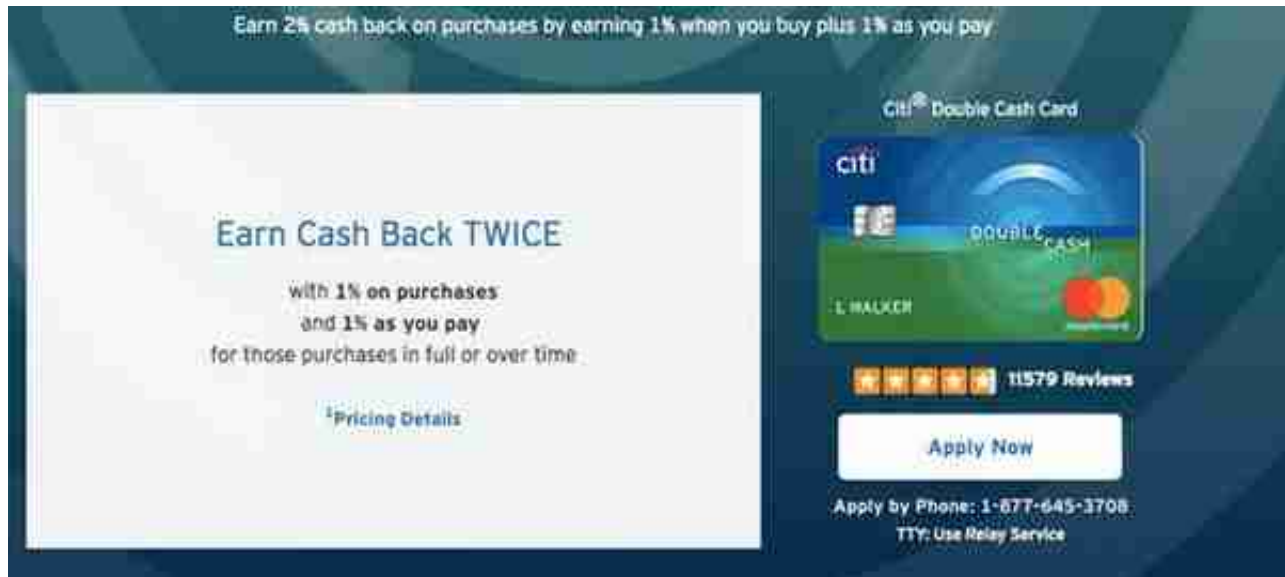 Earn 2% cash back on purchases by earning 1% when you buy plus 1% as you pay
Earn Cash Back TWICE
with 1% on purchases
and 1% as you pay
for those purchases in full or over time
1Pricing Details
Citi® Double Cash Card
citi
DOUBLE
CASH
L WALKER
mastercard
11579 Reviews
Apply Now
Apply by Phone: 1-877-645-3708
TTY: Use Relay Service